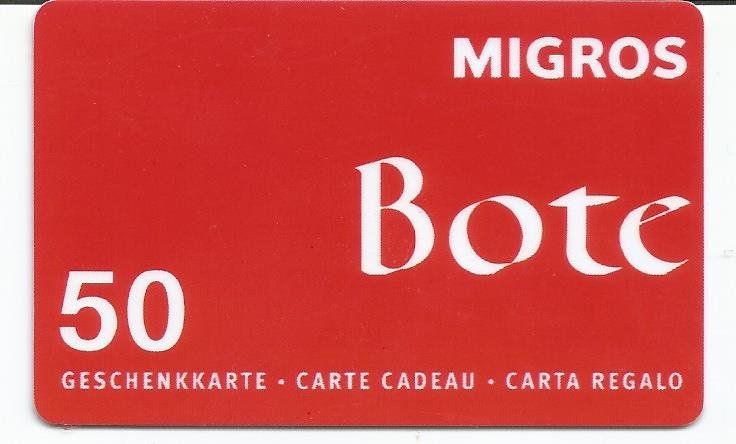 MIGROS
Bote
50
GESCHENKKARTE • CARTE CADEAU • CARTA REGALO